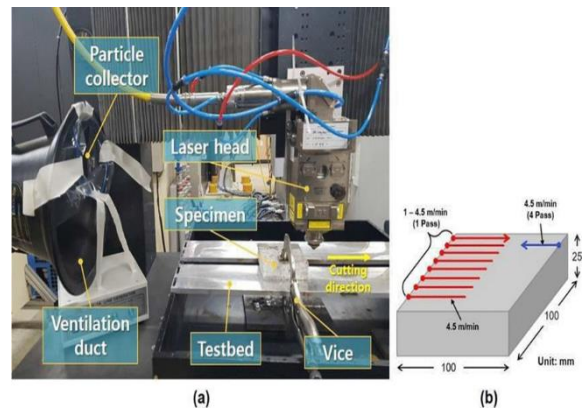 Particle
collector
Laser head
Specimen
Cutting
direction
Ventilation
duct
Testbed
Vice
(a)
1 – 4.5 m/min
(1 Pass)
4.5 m/min
(4 Pass)
25
4.5 m/min
100
100
Unit: mm
(b)